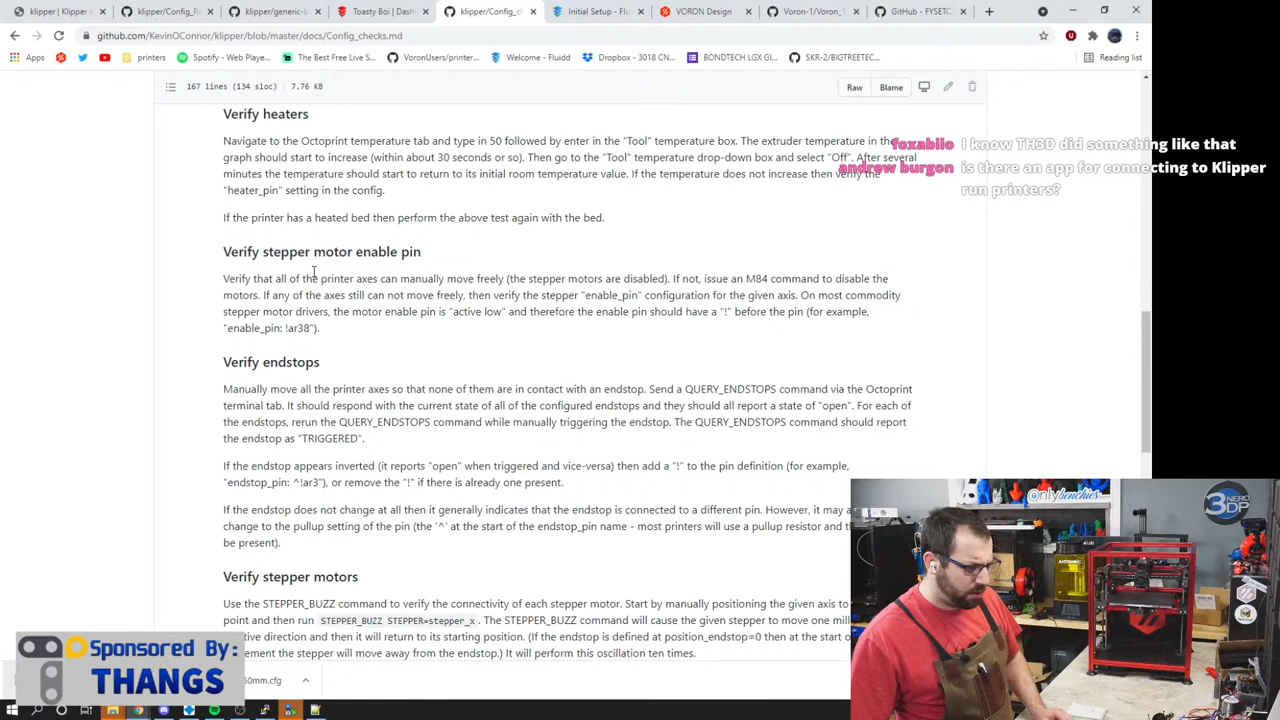 klipper | Klipper k
klipper/Config_Re
klipper/generic-b
Toasty Boi | Dash
klipper/Config_c
Initial Setup - Flu
VORON Design
Voron-1/Voron_1
GitHub - FYSETC
github.com/KevinOConnor/klipper/blob/master/docs/Config_checks.md
Apps
printers
Spotify - Web Playe...
The Best Free Live S...
VoronUsers/printer...
Welcome - Fluidd
Dropbox - 3018 CN...
BONDTECH LGX GI...
SKR-2/BIGTREETEC...
Reading list
167 lines (134 sloc)
7.76 KB
Raw
Blame
Verify heaters
Navigate to the Octoprint temperature tab and type in 50 followed by enter in the "Tool" temperature box. The extruder temperature in the
graph should start to increase (within about 30 seconds or so). Then go to the "Tool" temperature drop-down box and select "Off". After several
minutes the temperature should start to return to its initial room temperature value. If the temperature does not increase then verify the
"heater_pin" setting in the config.
If the printer has a heated bed then perform the above test again with the bed.
foxabilo I know TH3D did something like that
andrew burgon is there an app for connecting to Klipper
run printers?
Verify stepper motor enable pin
Verify that all of the printer axes can manually move freely (the stepper motors are disabled). If not, issue an M84 command to disable the
motors. If any of the axes still can not move freely, then verify the stepper "enable_pin" configuration for the given axis. On most commodity
stepper motor drivers, the motor enable pin is "active low" and therefore the enable pin should have a "!" before the pin (for example,
"enable_pin: !ar38").
Verify endstops
Manually move all the printer axes so that none of them are in contact with an endstop. Send a QUERY_ENDSTOPS command via the Octoprint
terminal tab. It should respond with the current state of all of the configured endstops and they should all report a state of "open". For each of
the endstops, rerun the QUERY_ENDSTOPS command while manually triggering the endstop. The QUERY_ENDSTOPS command should report
the endstop as "TRIGGERED".
If the endstop appears inverted (it reports "open" when triggered and vice-versa) then add a "!" to the pin definition (for example,
"endstop_pin: ^!ar3"), or remove the "!" if there is already one present.
If the endstop does not change at all then it generally indicates that the endstop is connected to a different pin. However, it may a
change to the pullup setting of the pin (the '^' at the start of the endstop_pin name - most printers will use a pullup resistor and th
be present).
Verify stepper motors
Use the STEPPER_BUZZ command to verify the connectivity of each stepper motor. Start by manually positioning the given axis to
point and then run STEPPER_BUZZ STEPPER=stepper_x . The STEPPER_BUZZ command will cause the given stepper to move one mill
tive direction and then it will return to its starting position. (If the endstop is defined at position_endstop=0 then at the start o
ement the stepper will move away from the endstop.) It will perform this oscillation ten times.
Sponsored By:
THANGS
50mm.cfg
Onlybenchies
3 NERO
3DP